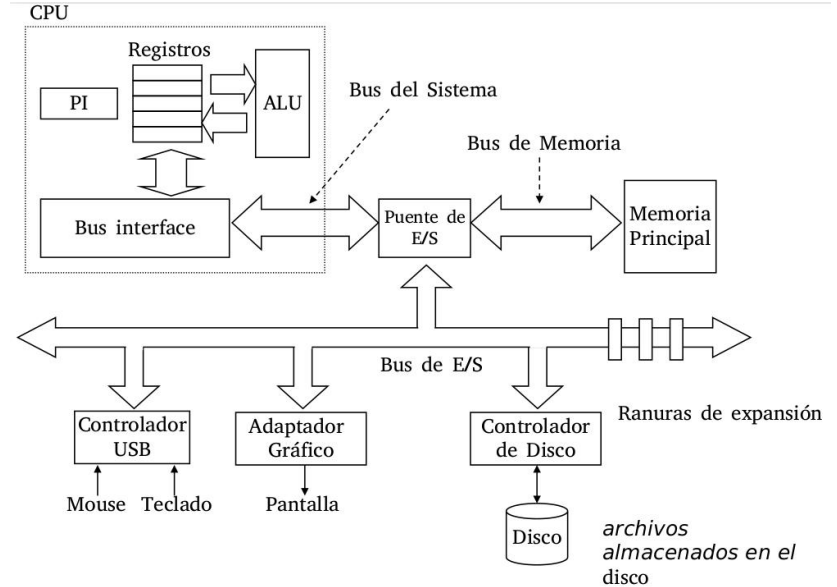 CPU
Registros
PI
ALU
Bus del Sistema
Bus de Memoria
Bus interface
Puente de
E/S
Memoria
Principal
Bus de E/S
Ranuras de expansión
Controlador
USB
Adaptador
Gráfico
Controlador
de Disco
Mouse
Teclado
Pantalla
Disco
archivos
almacenados en el
disco